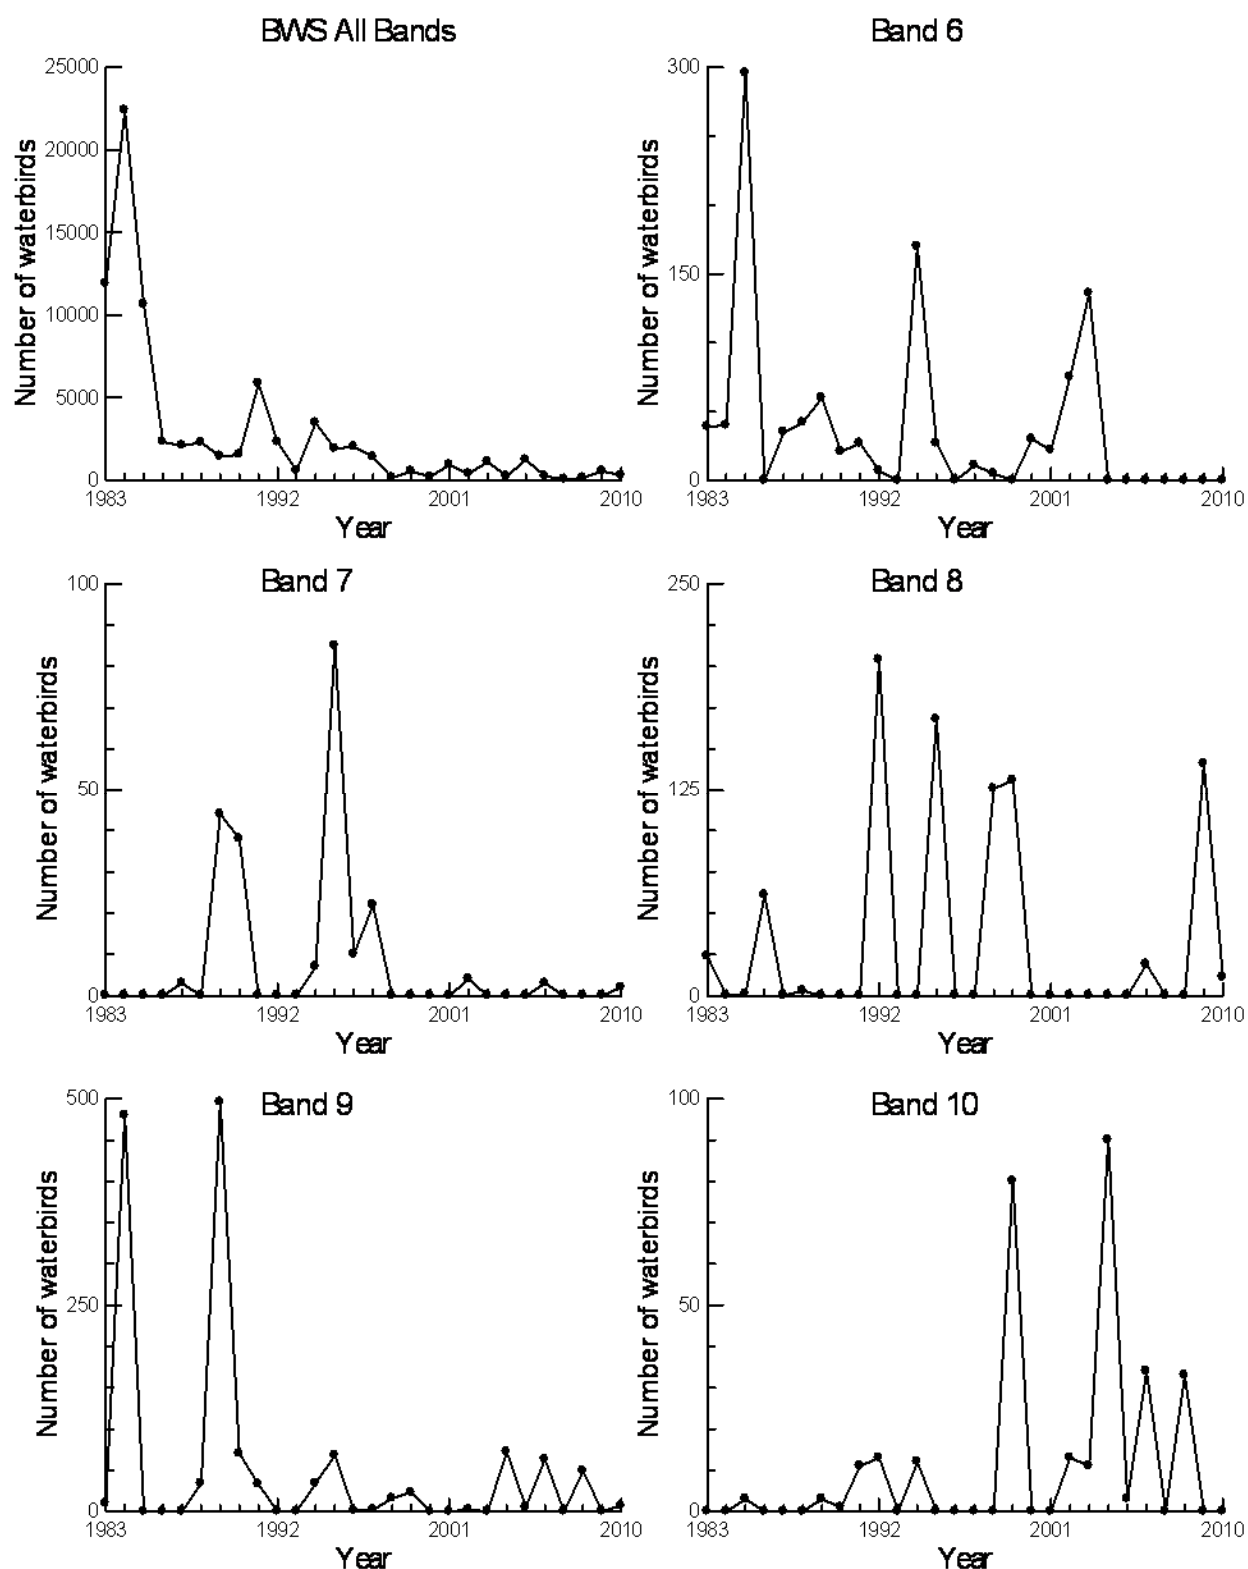 BWS All Bands
25000
20000
15000
10000
5000
0
Number of waterbirds
1983
1992
2001
2010
Year
Band 6
300
150
0
Number of waterbirds
1983
1992
2001
2010
Year
Band 7
100
50
0
Number of waterbirds
1983
1992
2001
2010
Year
Band 8
250
125
0
Number of waterbirds
1983
1992
2001
2010
Year
Band 9
500
250
0
Number of waterbirds
1983
1992
2001
2010
Year
Band 10
100
50
0
Number of waterbirds
1983
1992
2001
2010
Year